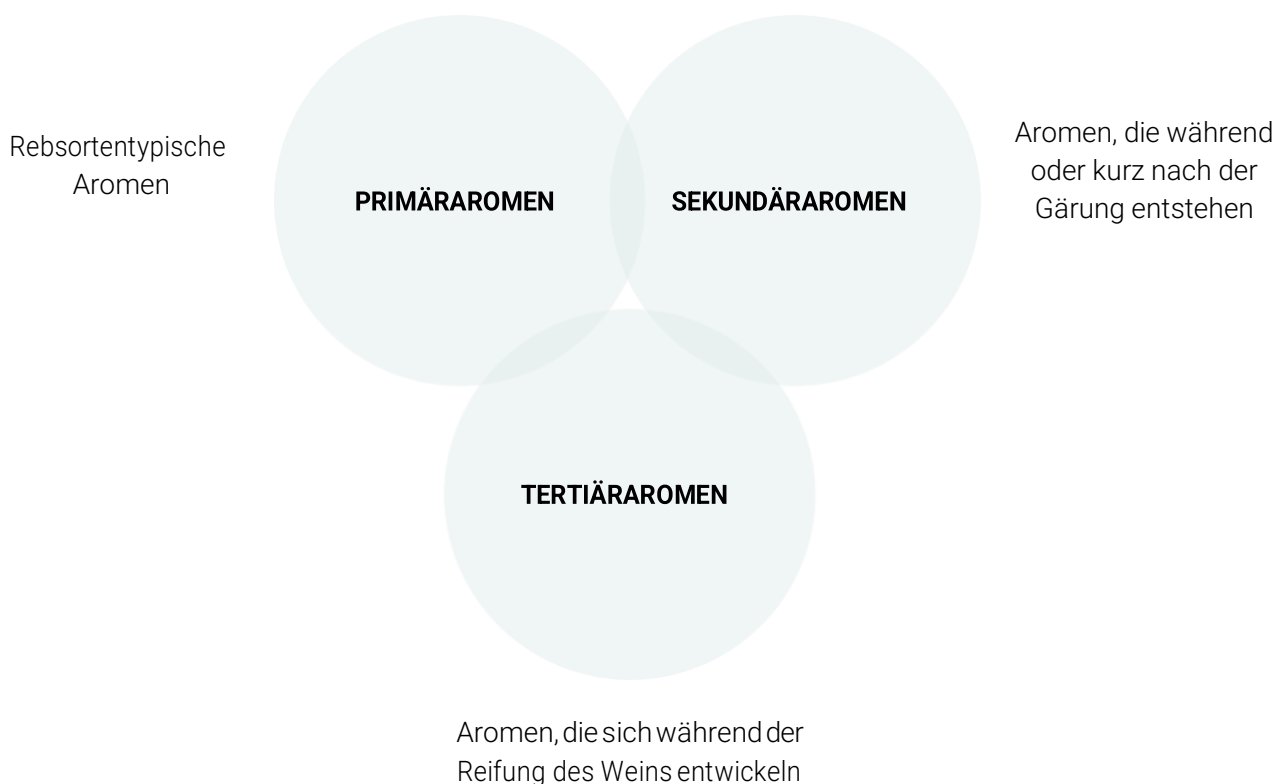 Rebsortentypische
Aromen
PRIMÄRAROMEN
SEKUNDÄRAROMEN
Aromen, die während
oder kurz nach der
Gärung entstehen
TERTIÄRAROMEN
Aromen, die sich während der
Reifung des Weins entwickeln